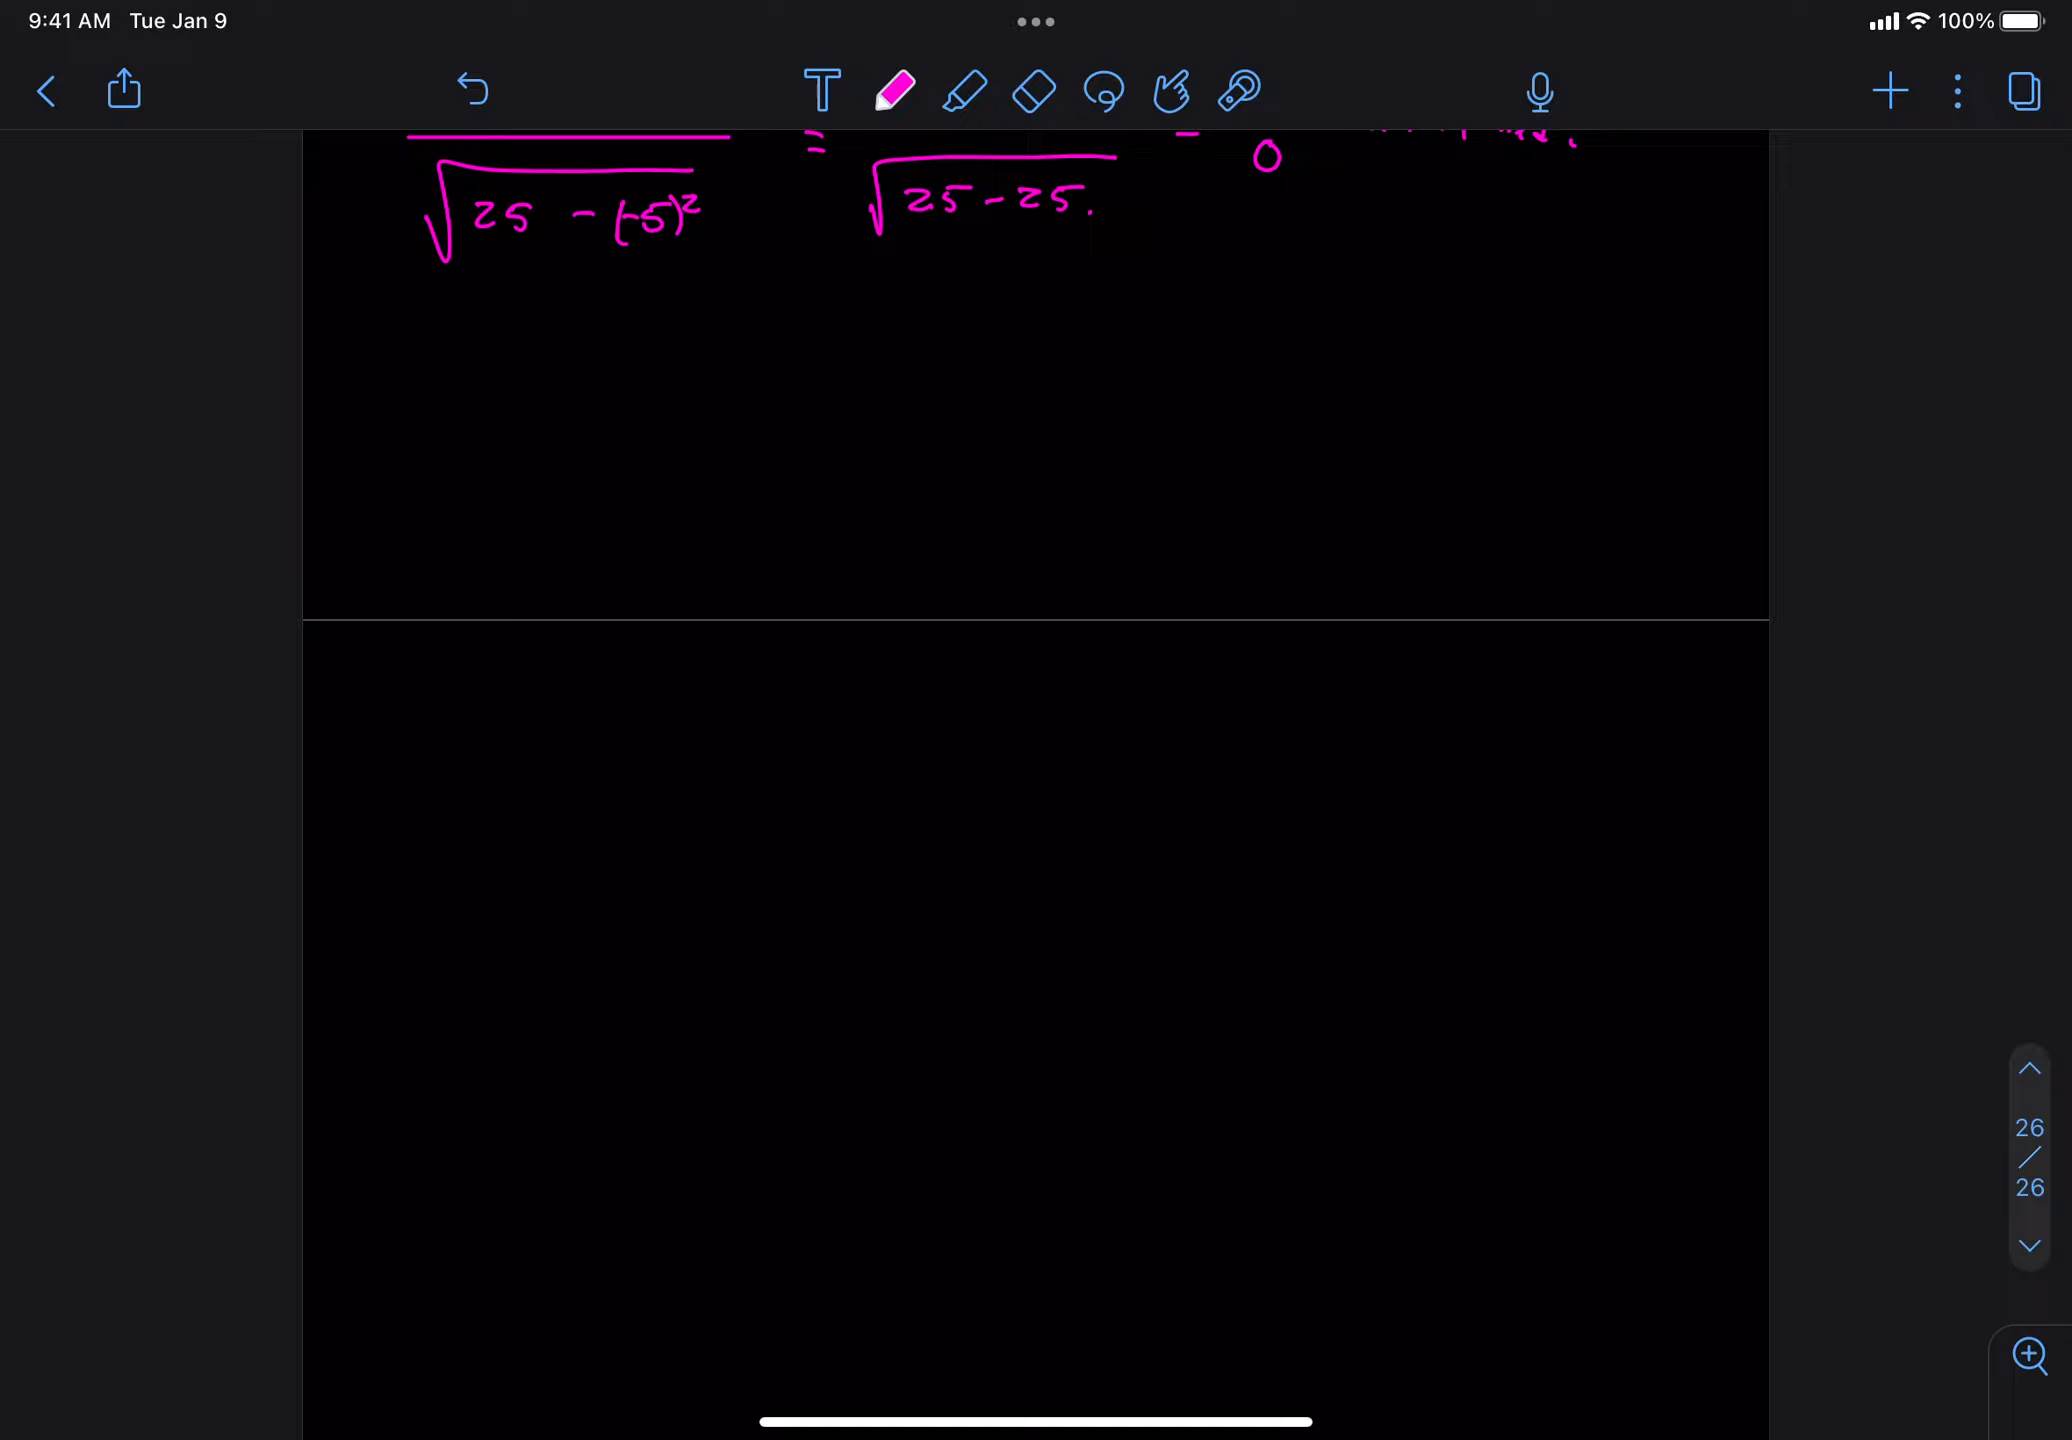 9:41 AM Tue Jan 9
100%
= = 0
√25 - (-5)² √25 - 25.
26
/
26